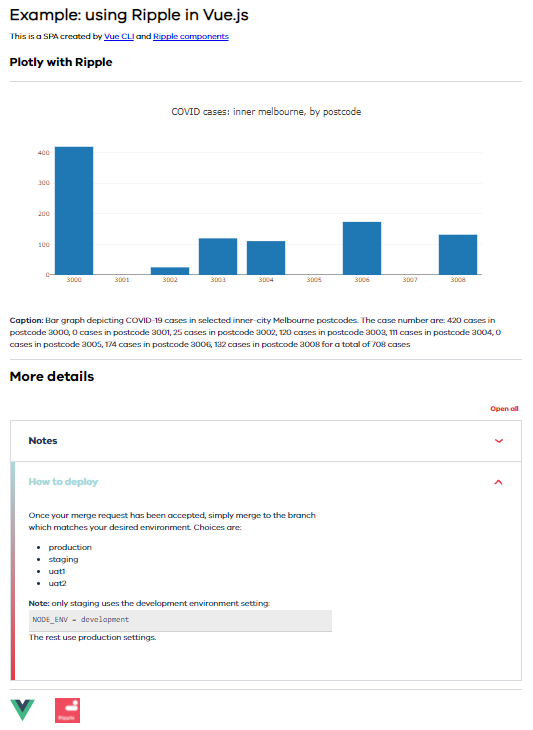 Example: using Ripple in Vue.js
This is a SPA created by Vue CLI and Ripple components
Plotly with Ripple
COVID cases: inner melbourne, by postcode
400
300
200
100
0
3000 3001 3002 3003 3004 3005 3006 3007 3008
Caption: Bar graph depicting COVID-19 cases in selected inner-city Melbourne postcodes. The case number are: 420 cases in
postcode 3000, 0 cases in postcode 3001, 25 cases in postcode 3002, 120 cases in postcode 3003, 111 cases in postcode 3004, 0
cases in postcode 3005, 174 cases in postcode 3006, 132 cases in postcode 3008 for a total of 708 cases
More details
Open all
Notes
How to deploy
Once your merge request has been accepted, simply merge to the branch
which matches your desired environment. Choices are:
• production
• staging
• uat1
• uat2
Note: only staging uses the development environment setting:
NODE_ENV = development
The rest use production settings.
Ripple